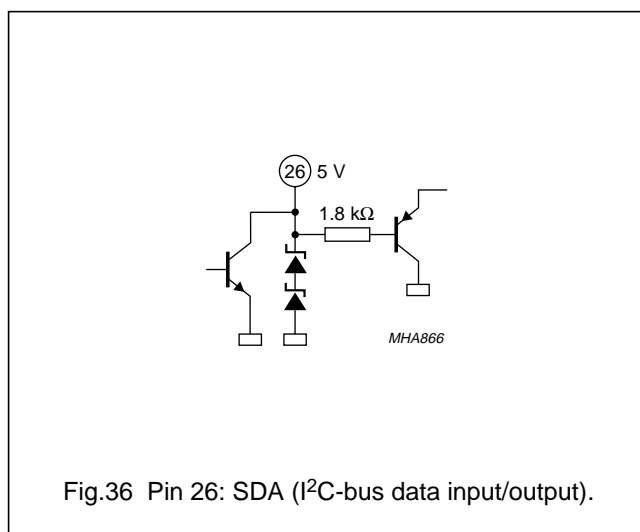 26 5 V
1.8 kΩ
MHA866
Fig.36 Pin 26: SDA (I²C-bus data input/output).